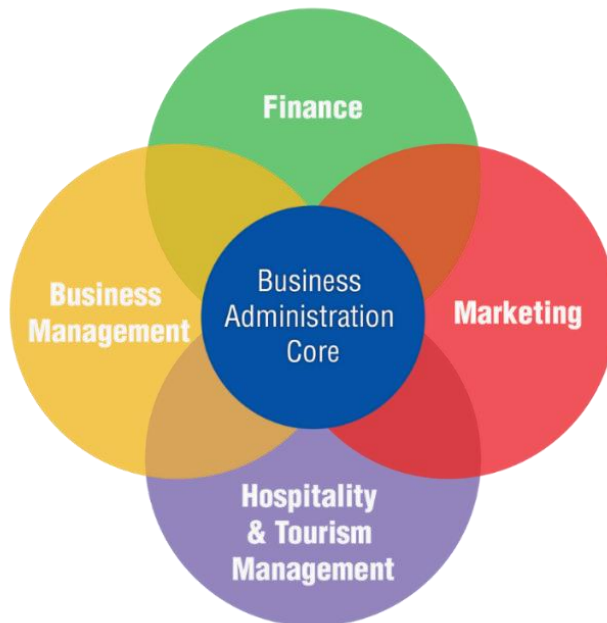 Finance
Business
Management
Business
Administration
Core
Marketing
Hospitality
& Tourism
Management